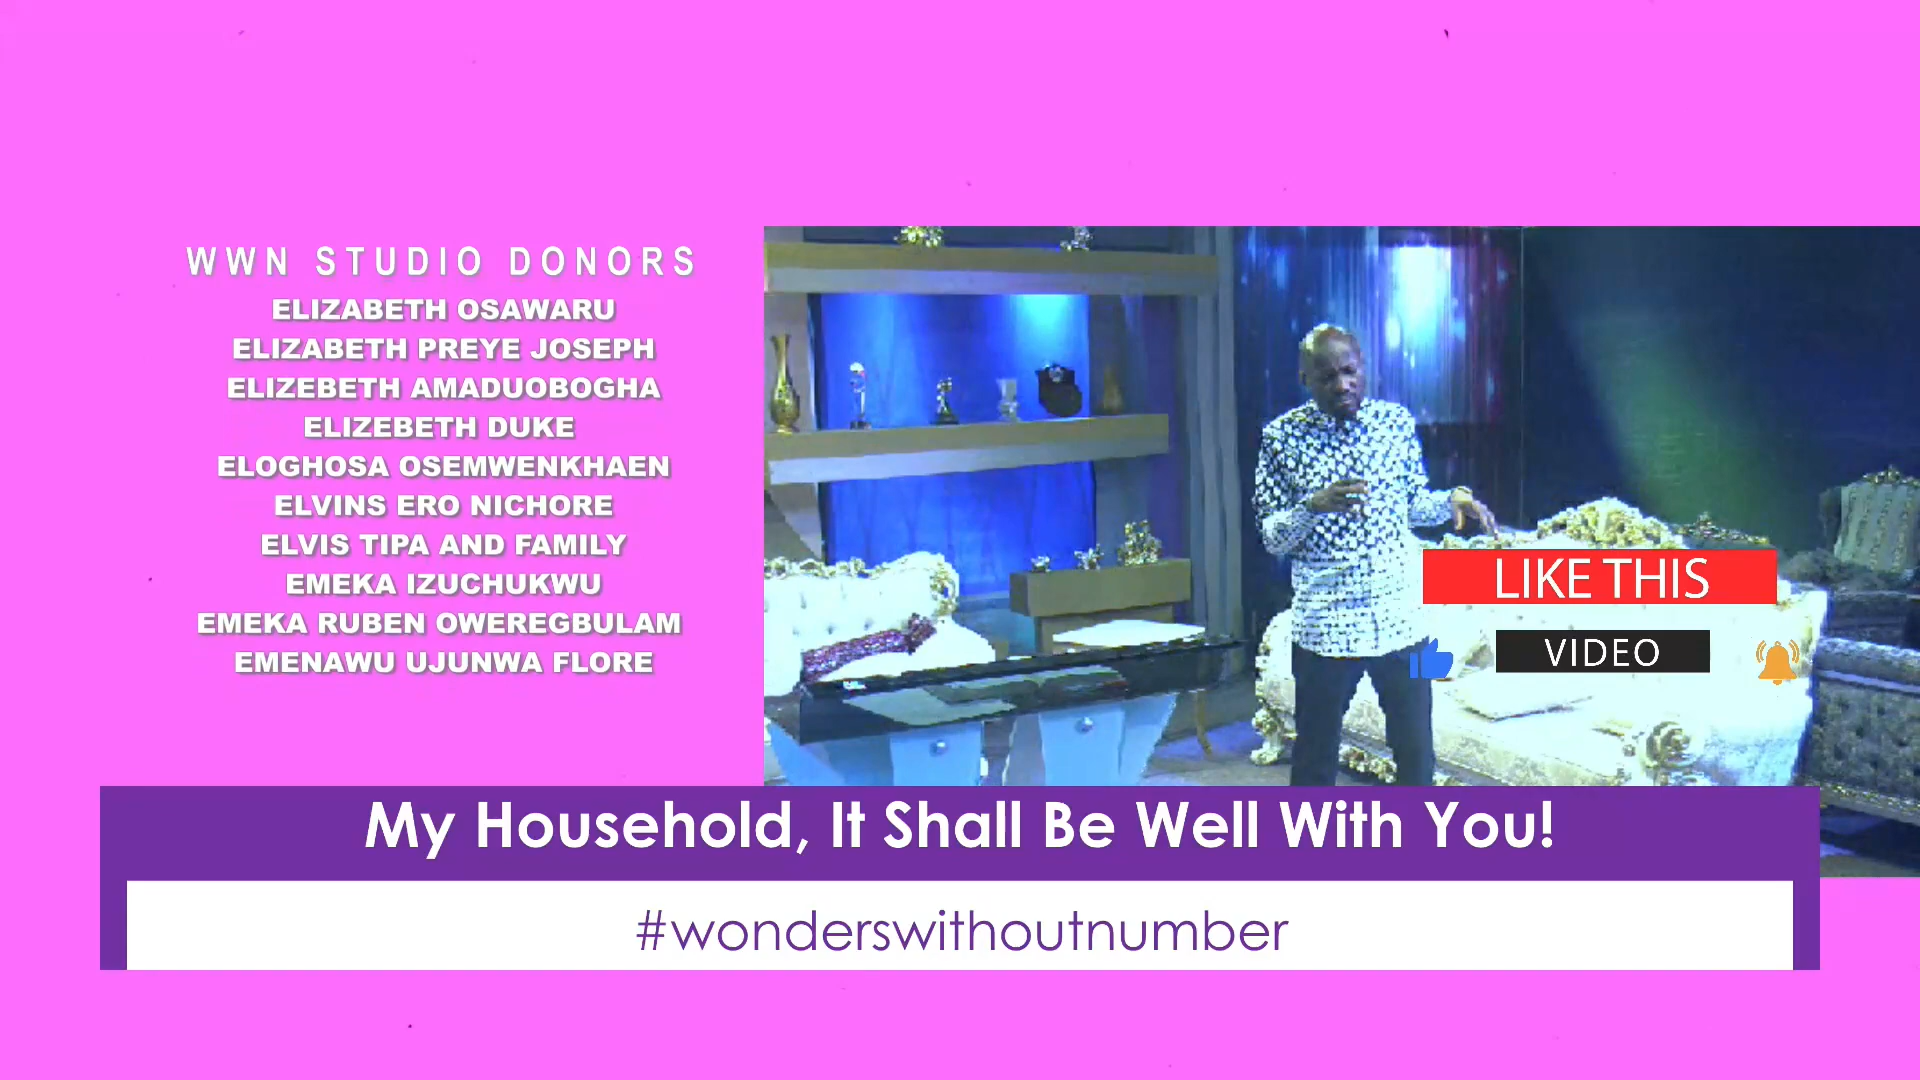 WWN STUDIO DONORS
ELIZABETH OSAWARU
ELIZABETH PREYE JOSEPH
ELIZEBETH AMADUOBOGHA
ELIZEBETH DUKE
ELOGHOSA OSEMWENKHAEN
ELVINS ERO NICHORE
ELVIS TIPA AND FAMILY
EMEKA IZUCHUKWU
EMEKA RUBEN OWEREGBULAM
EMENAWU UJUNWA FLORE
LIKE THIS
VIDEO
My Household, It Shall Be Well With You!
#wonderswithoutnumber